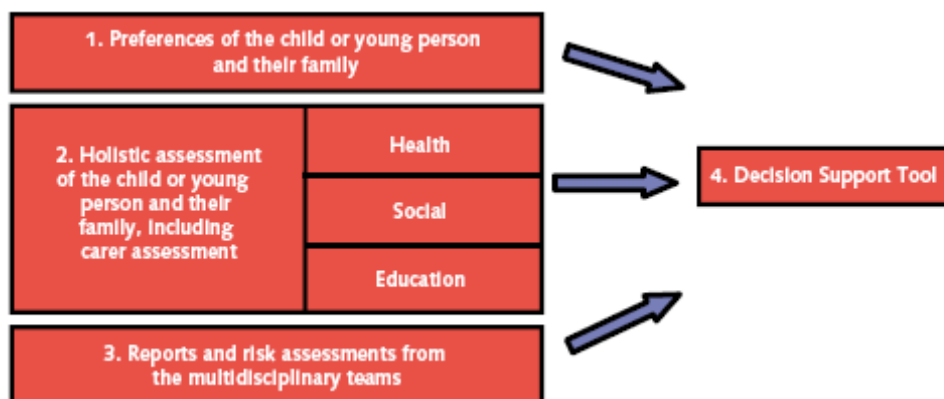 1. Preferences of the child or young person
and their family
2. Holistic assessment
of the child or young
person and their
family, including
carer assessment
Health
Social
Education
3. Reports and risk assessments from
the multidisciplinary teams
4. Decision Support Tool